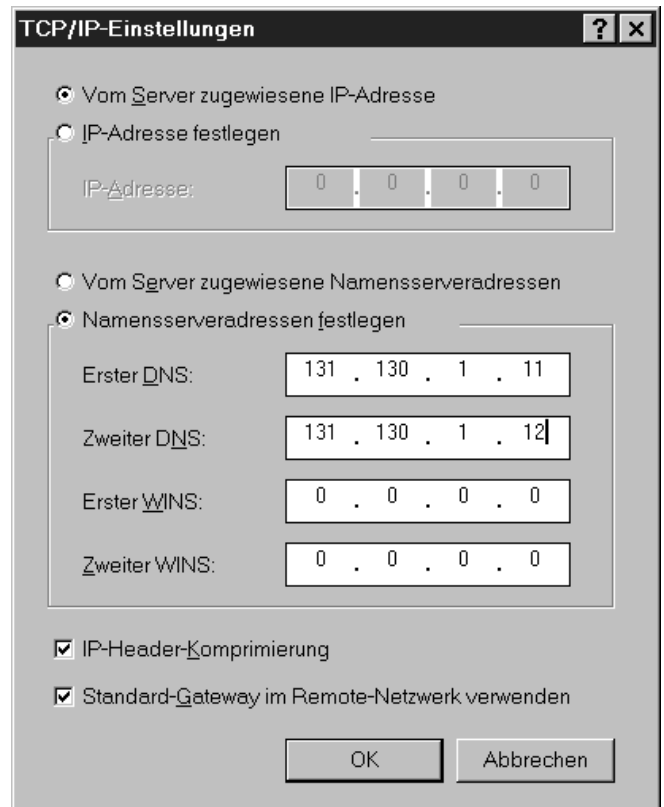 TCP/IP-Einstellungen ? ×
Vom Server zugewiesene IP-Adresse
IP-Adresse festlegen
IP-Adresse: 0 . 0 . 0 . 0
Vom Server zugewiesene Namensserveradressen
Namensserveradressen festlegen
Erster DNS: 131 . 130 . 1 . 11
Zweiter DNS: 131 . 130 . 1 . 12
Erster WINS: 0 . 0 . 0 . 0
Zweiter WINS: 0 . 0 . 0 . 0
IP-Header-Komprimierung
Standard-Gateway im Remote-Netzwerk verwenden
OK Abbrechen